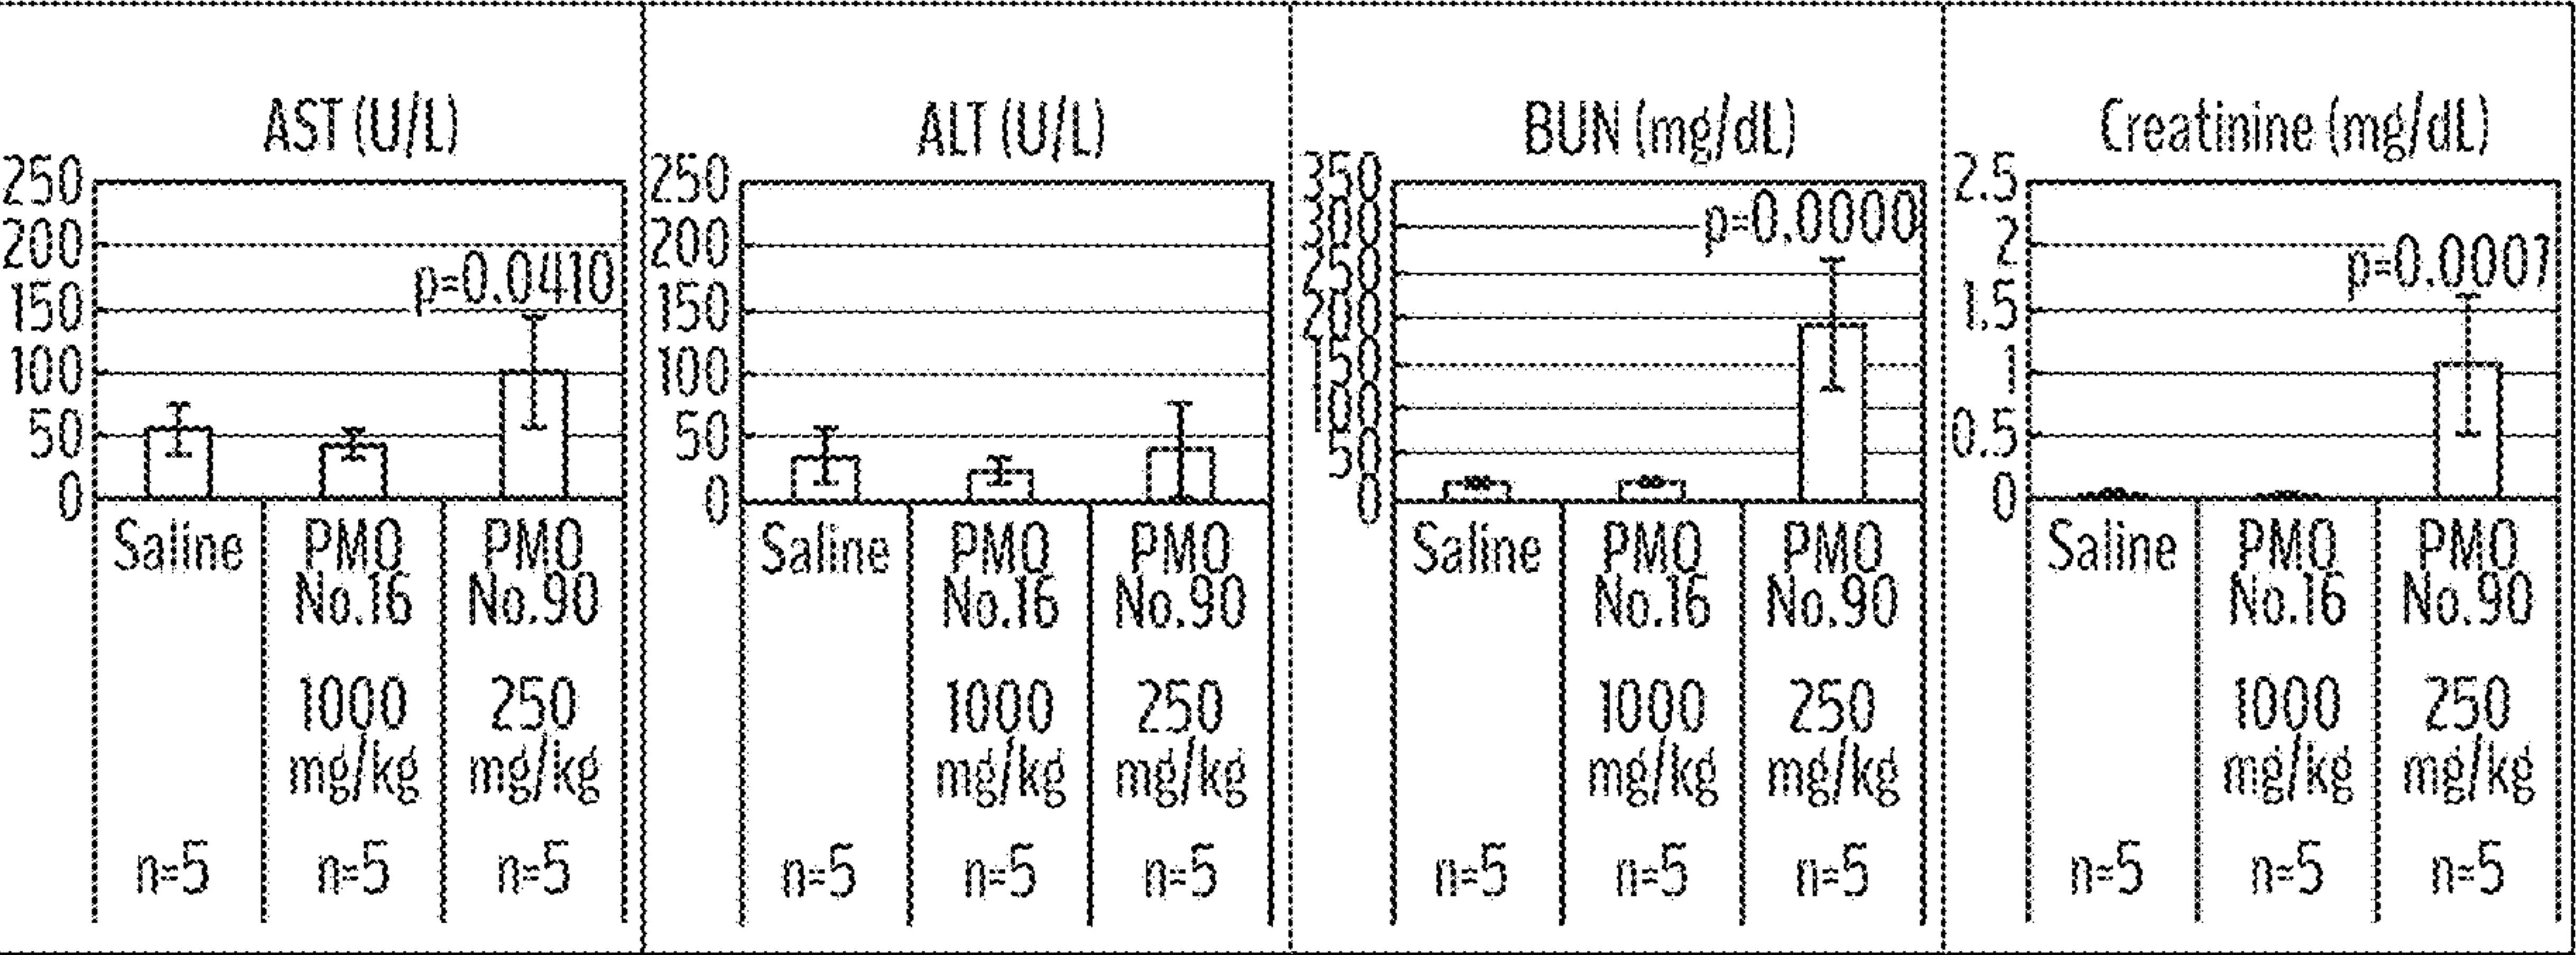 AST (U/L)
250
200
150
100
50
0
p=0.0410
Saline
PMO
No.16
PMO
No.90
1000
mg/kg
250
mg/kg
n=5
n=5
n=5
ALT (U/L)
250
200
150
100
50
0
Saline
PMO
No.16
PMO
No.90
1000
mg/kg
250
mg/kg
n=5
n=5
n=5
BUN (mg/dL)
350
300
250
200
150
100
50
0
p=0.0000
Saline
PMO
No.16
PMO
No.90
1000
mg/kg
250
mg/kg
n=5
n=5
n=5
Creatinine (mg/dL)
2.5
2
1.5
1
0.5
0
p=0.0007
Saline
PMO
No.16
PMO
No.90
1000
mg/kg
250
mg/kg
n=5
n=5
n=5